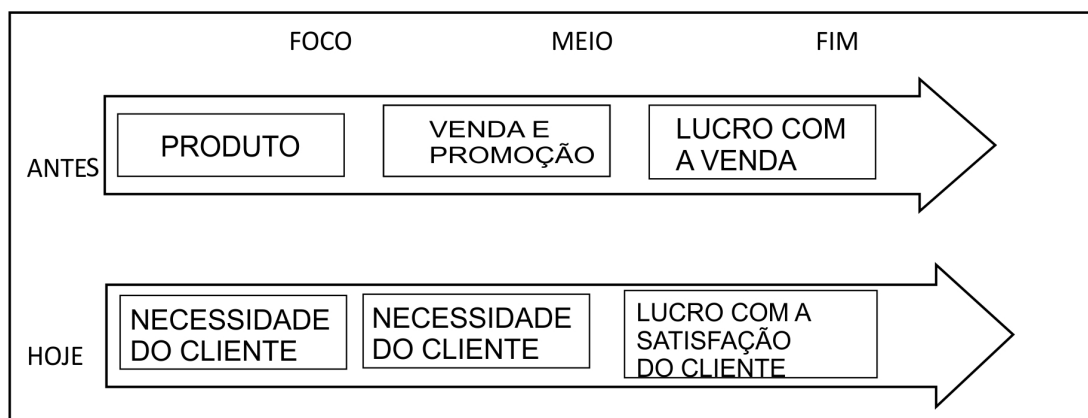 FOCO MEIO FIM
ANTES
PRODUTO
VENDA E
PROMOÇÃO
LUCRO COM
A VENDA
HOJE
NECESSIDADE
DO CLIENTE
NECESSIDADE
DO CLIENTE
LUCRO COM A
SATISFAÇÃO
DO CLIENTE